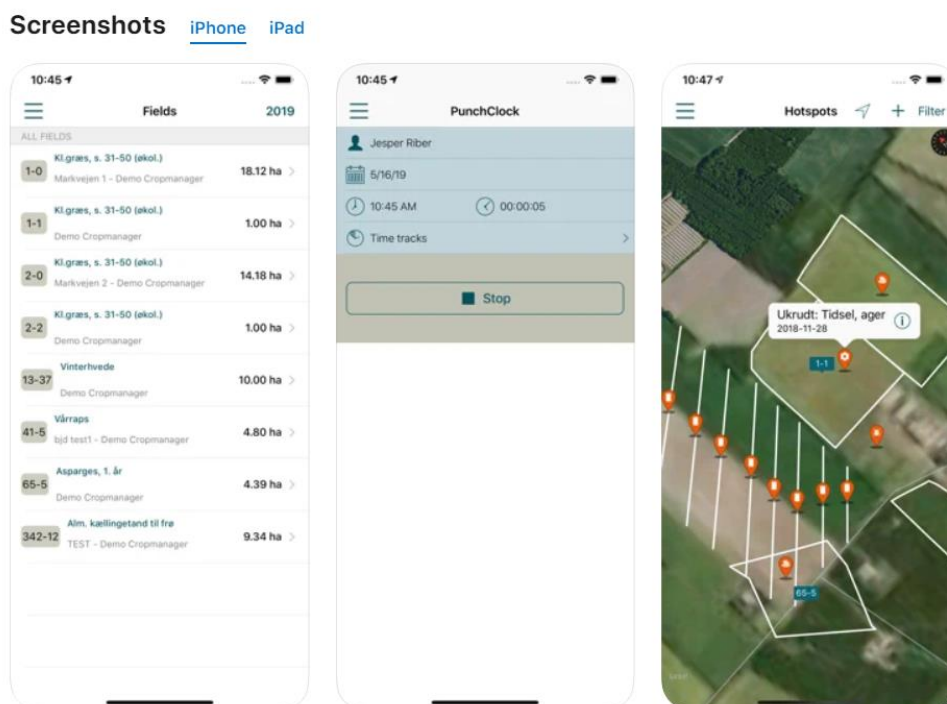 Screenshots iPhone iPad
10:45
Fields 2019
ALL FIELDS
1-0 Kl.græs, s. 31-50 (økol.) 18.12 ha
Markvejen 1 - Demo Cropmanager
1-1 Kl.græs, s. 31-50 (økol.) 1.00 ha
Demo Cropmanager
2-0 Kl.græs, s. 31-50 (økol.) 14.18 ha
Markvejen 2 - Demo Cropmanager
2-2 Kl.græs, s. 31-50 (økol.) 1.00 ha
Demo Cropmanager
13-37 Vinterhvede 10.00 ha
Demo Cropmanager
41-5 Vårraps 4.80 ha
bjd test1 - Demo Cropmanager
65-5 Asparges, 1. år 4.39 ha
Demo Cropmanager
342-12 Alm. kællingetand til frø 9.34 ha
TEST - Demo Cropmanager
10:45
PunchClock
Jesper Riber
5/16/19
10:45 AM 00:00:05
Time tracks
Stop
10:47
Hotspots + Filter
Ukrudt: Tidsel, ager
2018-11-28
1-1
65-5